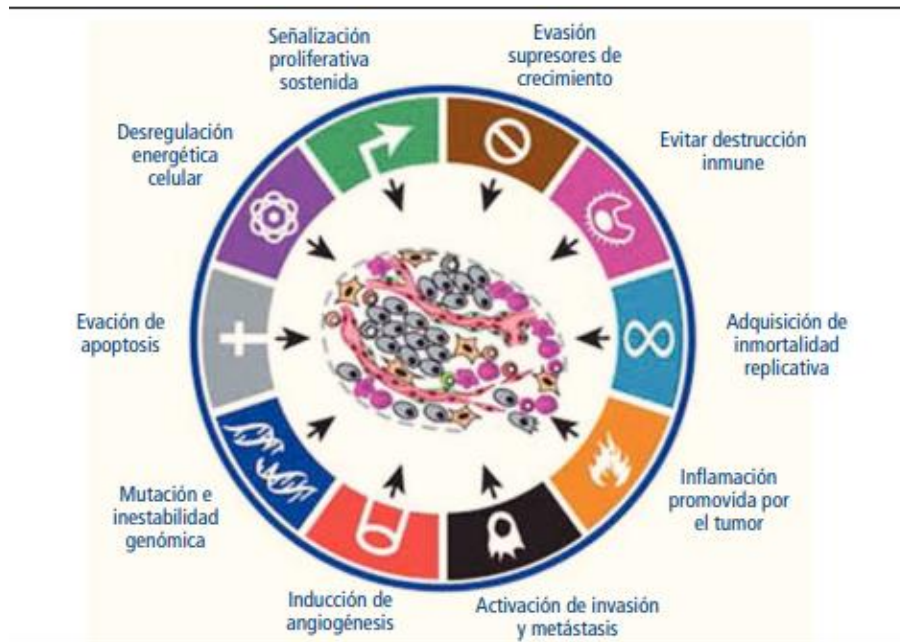 Señalización
proliferativa
sostenida
Evasión
supresores de
crecimiento
Desregulación
energética
celular
Evitar destrucción
inmune
Evación de
apoptosis
Adquisición de
inmortalidad
replicativa
Mutación e
inestabilidad
genómica
Inflamación
promovida por
el tumor
Inducción de
angiogénesis
Activación de invasión
y metástasis